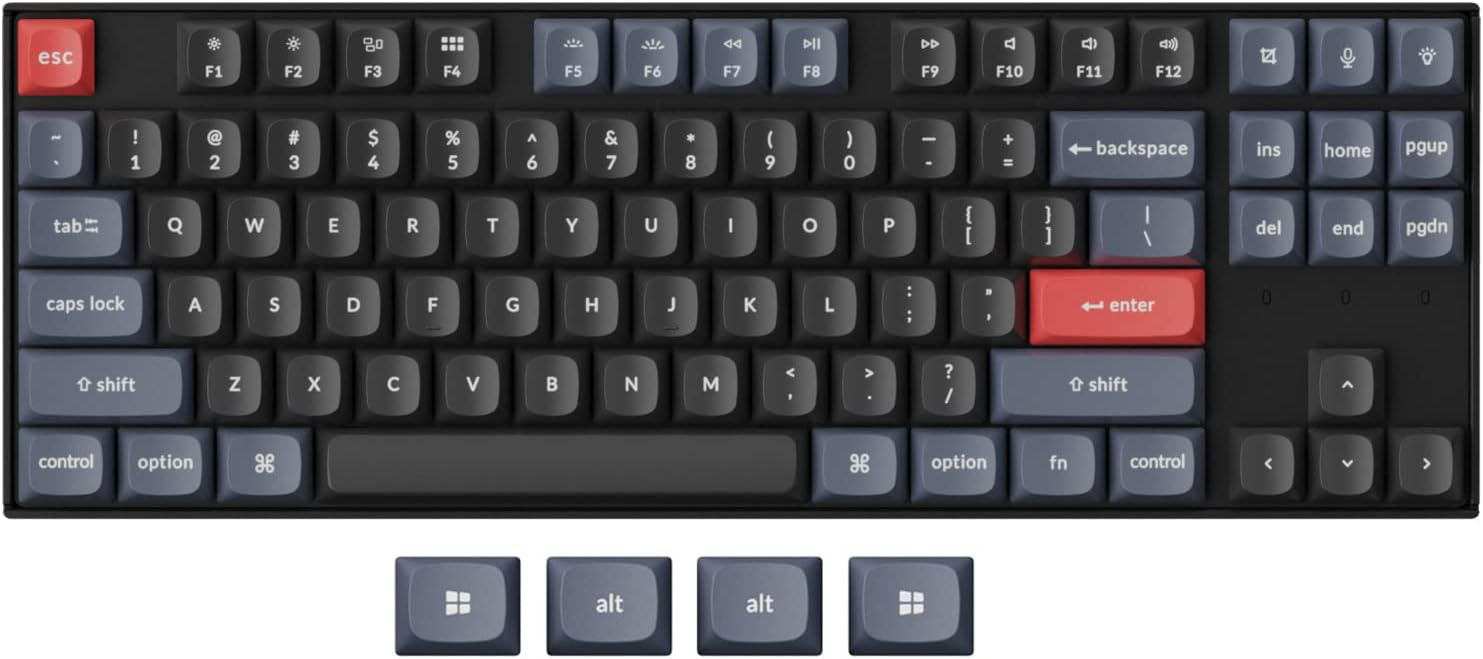 esc F1 F2 F3 F4 F5 F6 F7 F8 F9 F10 F11 F12
~ ! @ # $ % ^ & * ( ) — +
` 1 2 3 4 5 6 7 8 9 0 - = ← backspace ins home pgup
tab Q W E R T Y U I O P { } | del end pgdn
[ ] \
caps lock A S D F G H J K L : " ↵ enter
; '
⇧ shift Z X C V B N M < > ? ⇧ shift ^
, . /
control option ⌘ ⌘ option fn control < ⌄ >
alt alt